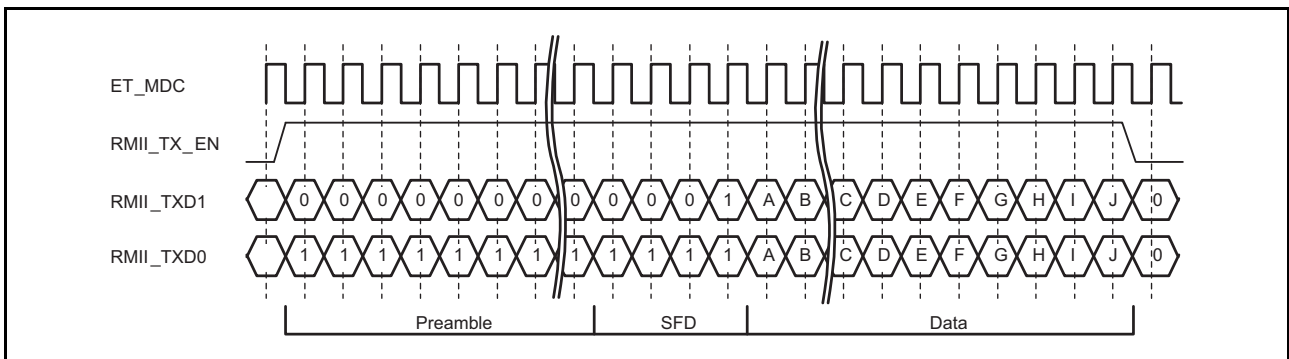 ET_MDC
RMII_TX_EN
RMII_TXD1 0 0 0 0 0 0 0 0 0 0 0 1 A B C D E F G H I J 0
RMII_TXD0 1 1 1 1 1 1 1 1 1 1 1 1 A B C D E F G H I J 0
Preamble SFD Data